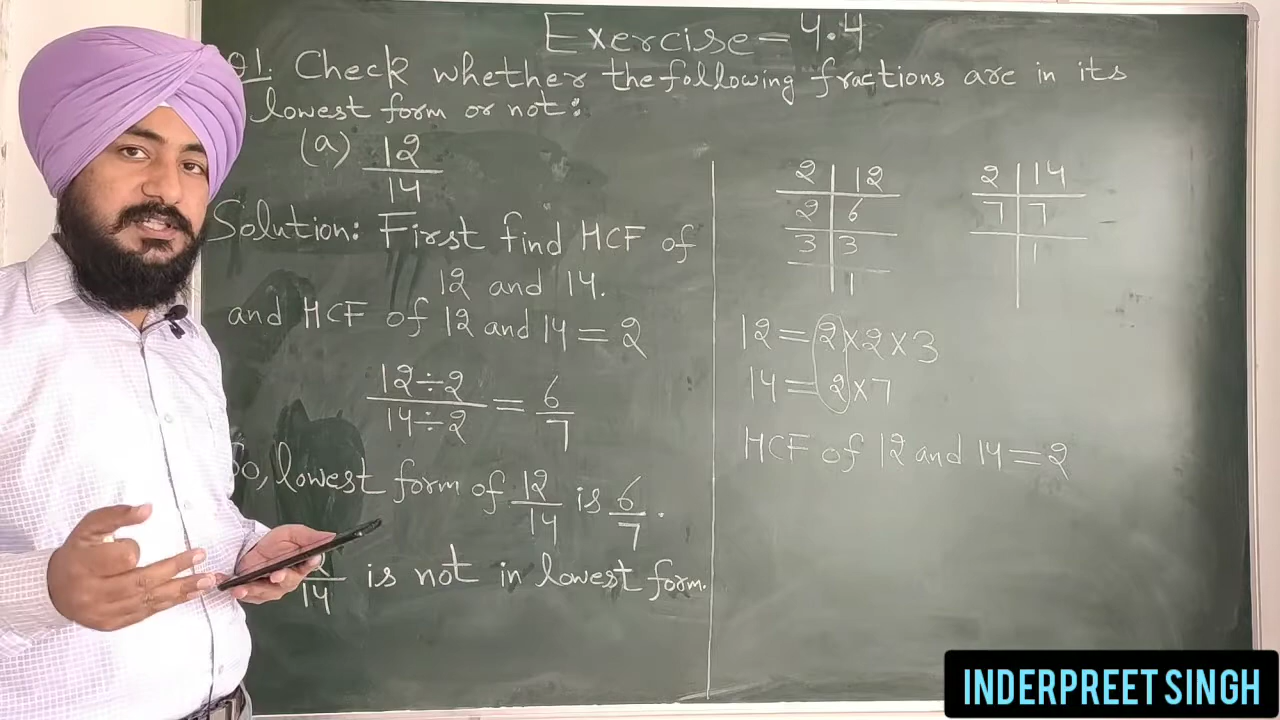 Exercise - 4.4
Q1. Check whether the following fractions are in its
lowest form or not:
(a) 12/14
Solution: First find HCF of
12 and 14.
and HCF of 12 and 14 = 2
12÷2/14÷2 = 6/7
So, lowest form of 12/14 is 6/7.
2/14 is not in lowest form.
2 | 12
2 | 6
3 | 3
1
2 | 14
7 | 7
1
12 = 2×2×3
14 = 2×7
HCF of 12 and 14 = 2
INDERPREET SINGH